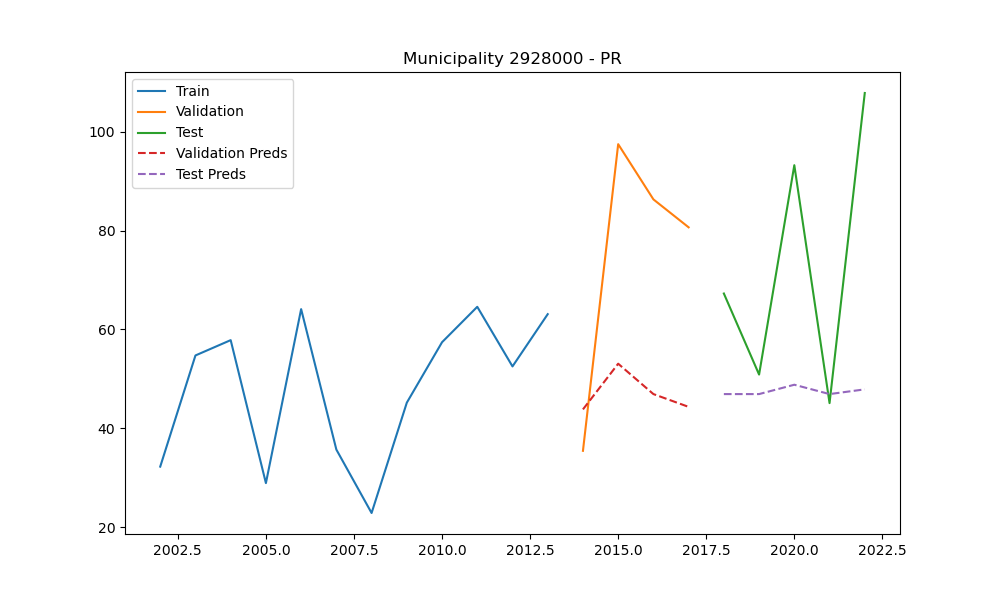 Municipality 2928000 - PR
Train
Validation
Test
Validation Preds
Test Preds
100
80
60
40
20
2002.5 2005.0 2007.5 2010.0 2012.5 2015.0 2017.5 2020.0 2022.5